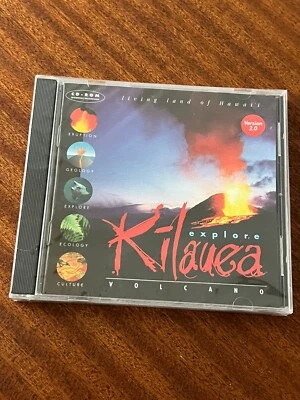 CD-ROM
living land of Hawaii
Version
2.0
ERUPTION
GEOLOGY
EXPLORE
ECOLOGY
CULTURE
explore
Kilauea
VOLCANO